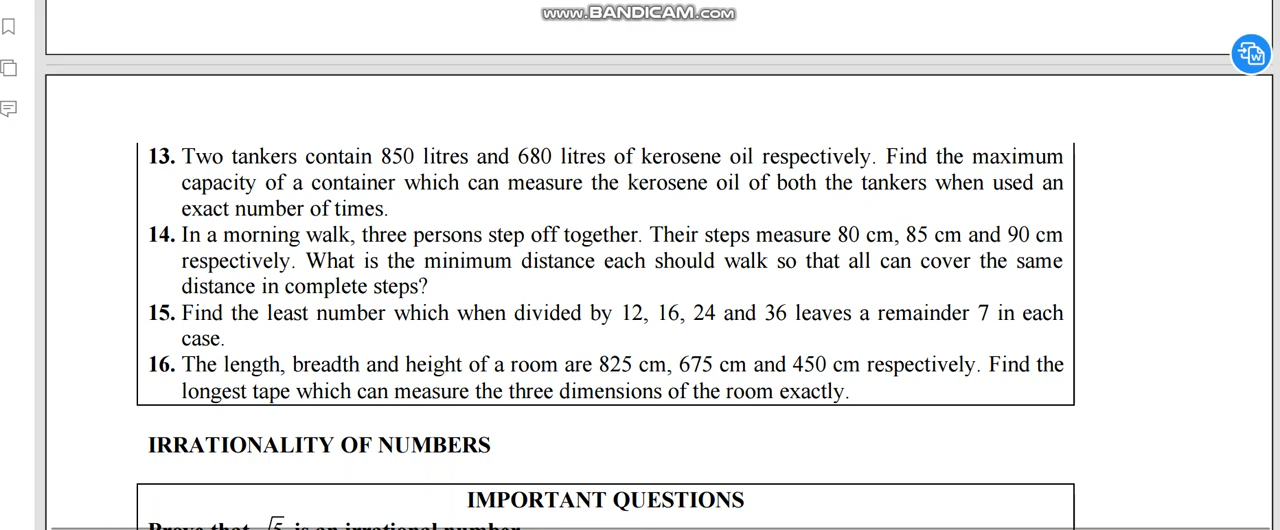 www.BANDICAM.com
13. Two tankers contain 850 litres and 680 litres of kerosene oil respectively. Find the maximum
capacity of a container which can measure the kerosene oil of both the tankers when used an
exact number of times.
14. In a morning walk, three persons step off together. Their steps measure 80 cm, 85 cm and 90 cm
respectively. What is the minimum distance each should walk so that all can cover the same
distance in complete steps?
15. Find the least number which when divided by 12, 16, 24 and 36 leaves a remainder 7 in each
case.
16. The length, breadth and height of a room are 825 cm, 675 cm and 450 cm respectively. Find the
longest tape which can measure the three dimensions of the room exactly.
IRRATIONALITY OF NUMBERS
IMPORTANT QUESTIONS
Prove that √5 is an irrational number